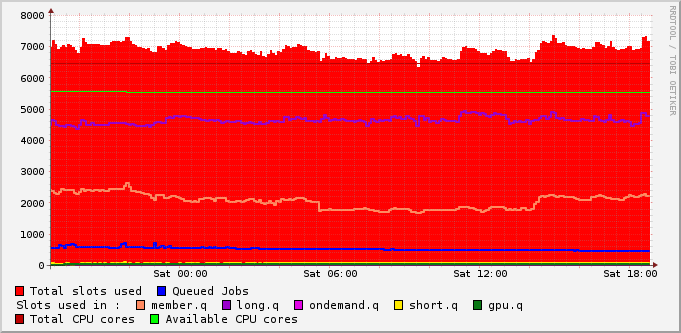 8000
7000
6000
5000
4000
3000
2000
1000
0
Sat 00:00 Sat 06:00 Sat 12:00 Sat 18:00
RRDTOOL / TOBI OETIKER
Total slots used Queued Jobs
Slots used in : member.q long.q ondemand.q short.q gpu.q
Total CPU cores Available CPU cores